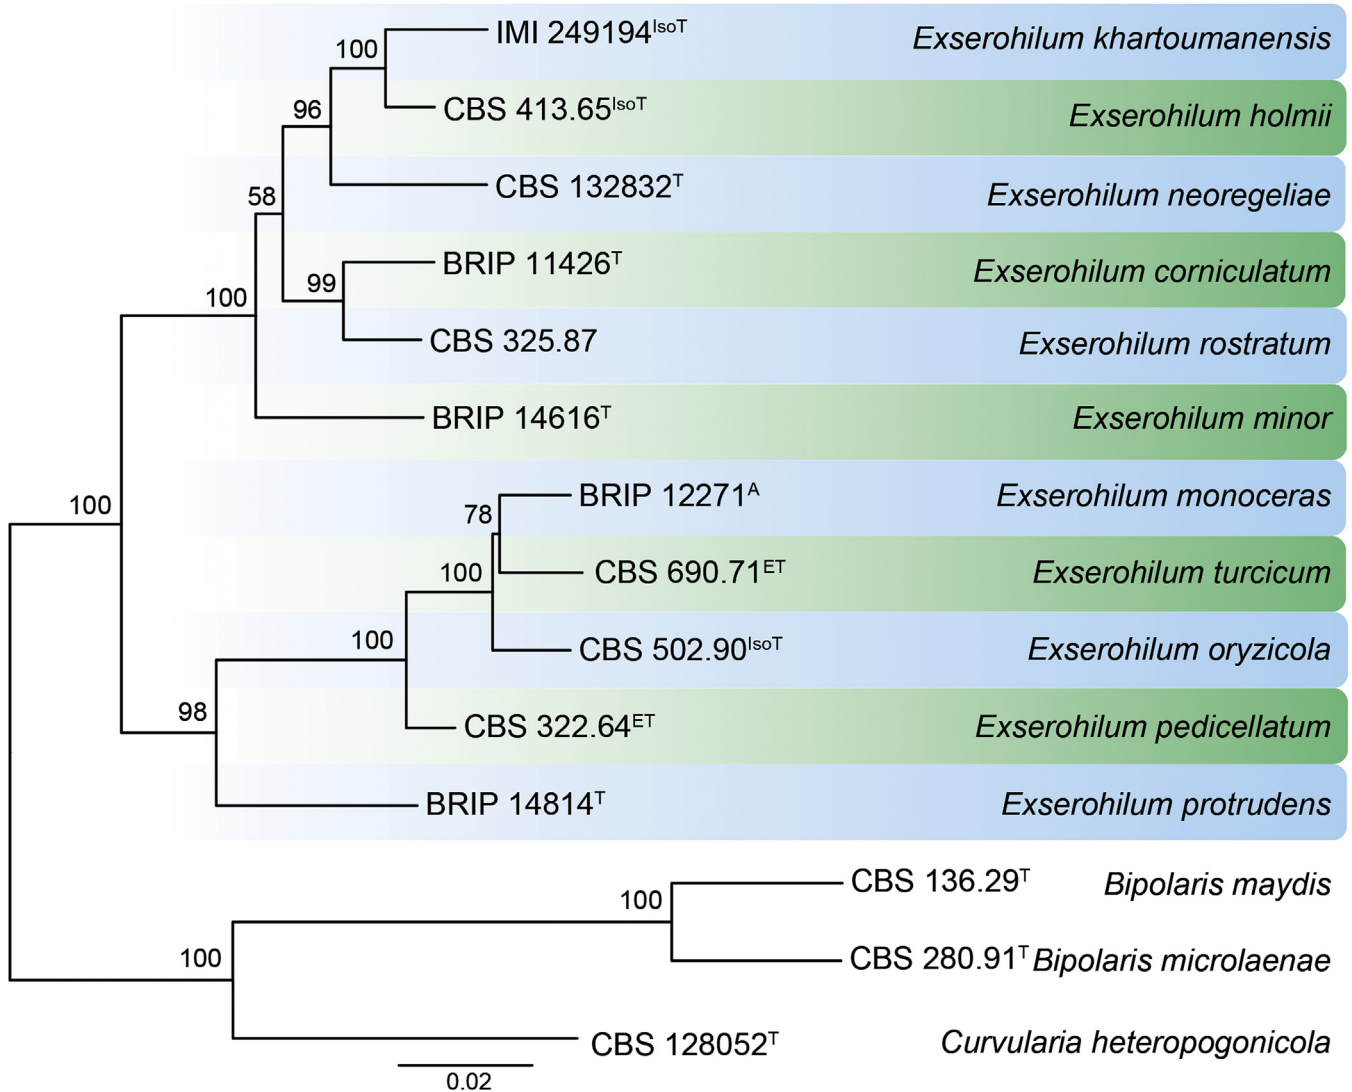 IMI 249194IsoT Exserohilum khartoumanensis
100
CBS 413.65IsoT Exserohilum holmii
96
CBS 132832T Exserohilum neoregeliae
58
BRIP 11426T Exserohilum corniculatum
99
100
CBS 325.87 Exserohilum rostratum
BRIP 14616T Exserohilum minor
BRIP 12271A Exserohilum monoceras
100
78
CBS 690.71ET Exserohilum turcicum
100
CBS 502.90IsoT Exserohilum oryzicola
100
CBS 322.64ET Exserohilum pedicellatum
98
BRIP 14814T Exserohilum protrudens
CBS 136.29T Bipolaris maydis
100
CBS 280.91T Bipolaris microlaenae
100
CBS 128052T Curvularia heteropogonicola
0.02